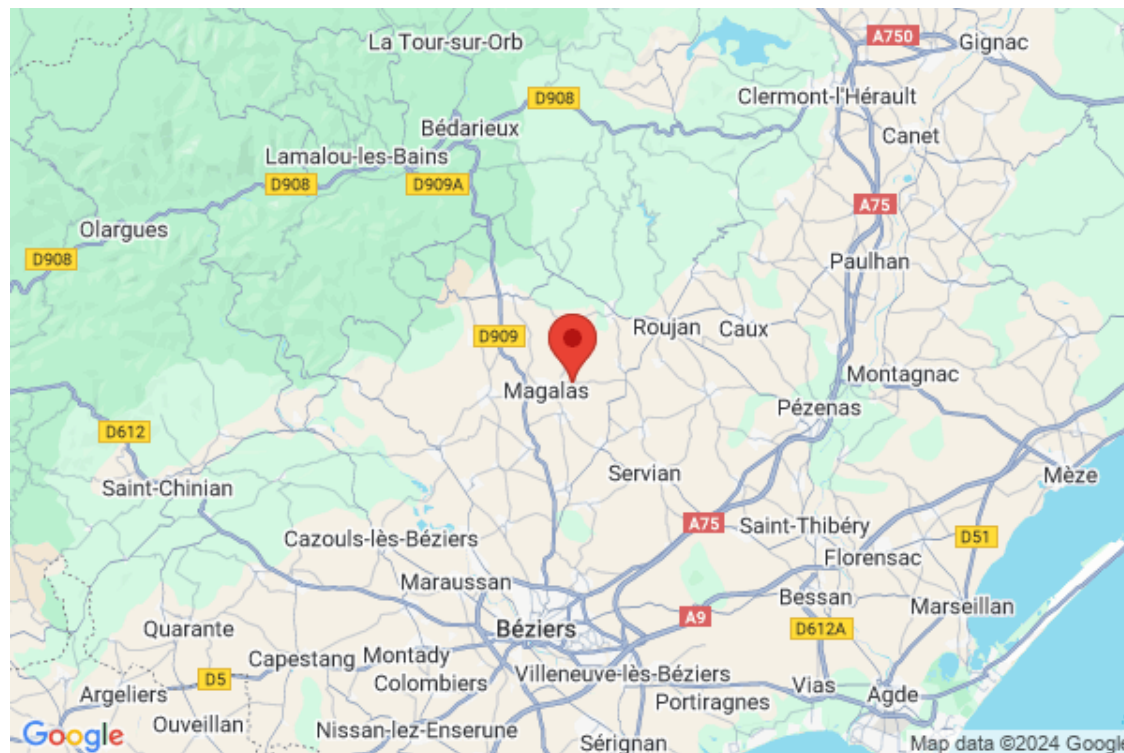 La Tour-sur-Orb
A750
Gignac
D908
Clermont-l'Hérault
Bédarieux
Canet
Lamalou-les-Bains
D908
D909A
A75
Olargues
D908
Paulhan
D909
Roujan
Caux
Magalas
Montagnac
Pézenas
D612
Servian
Mèze
Saint-Chinian
A75
Saint-Thibéry
D51
Cazouls-lès-Béziers
Florensac
Maraussan
Bessan
Marseillan
A9
Quarante
Béziers
D612A
Capestang
Montady
Villeneuve-lès-Béziers
D5
Colombiers
Vias
Agde
Argeliers
Portiragnes
Ouveillan
Nissan-lez-Enserune
Sérignan
Google
Map data ©2024 Google